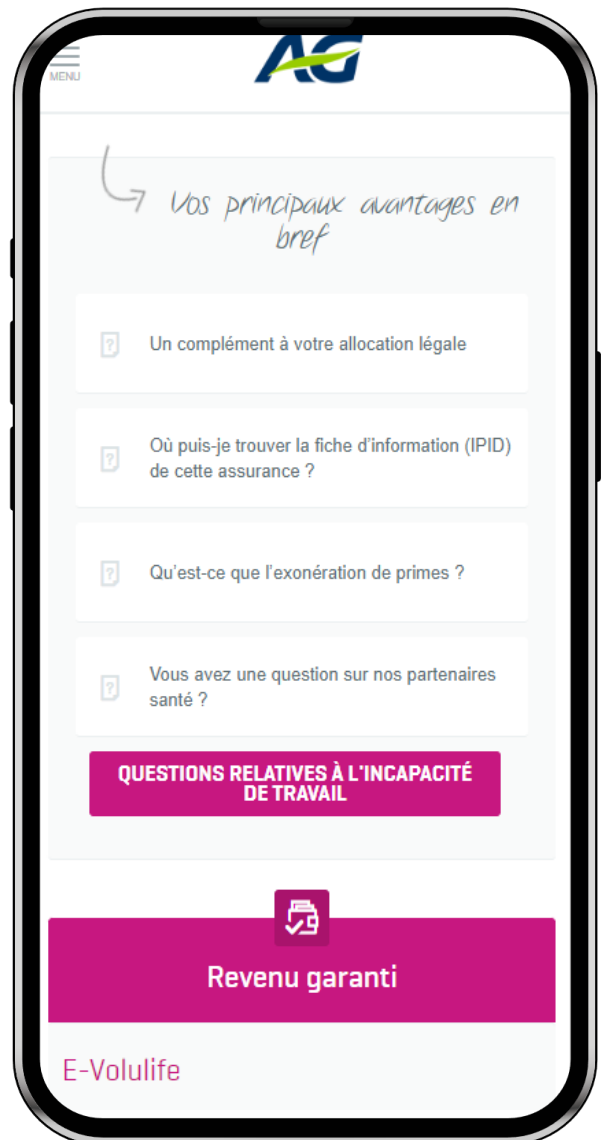 MENU
AG
Vos principaux avantages en
bref
Un complément à votre allocation légale
Où puis-je trouver la fiche d'information (IPID)
de cette assurance ?
Qu'est-ce que l'exonération de primes ?
Vous avez une question sur nos partenaires
santé ?
QUESTIONS RELATIVES À L'INCAPACITÉ
DE TRAVAIL
Revenu garanti
E-Volulife